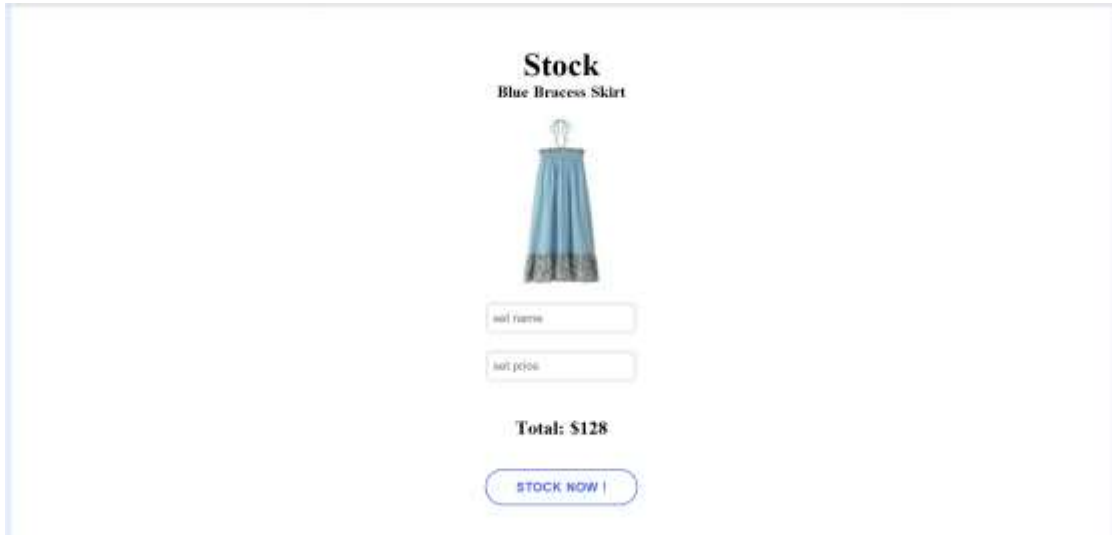 Stock
Blue Bracess Skirt
set name
set price
Total: $128
STOCK NOW !